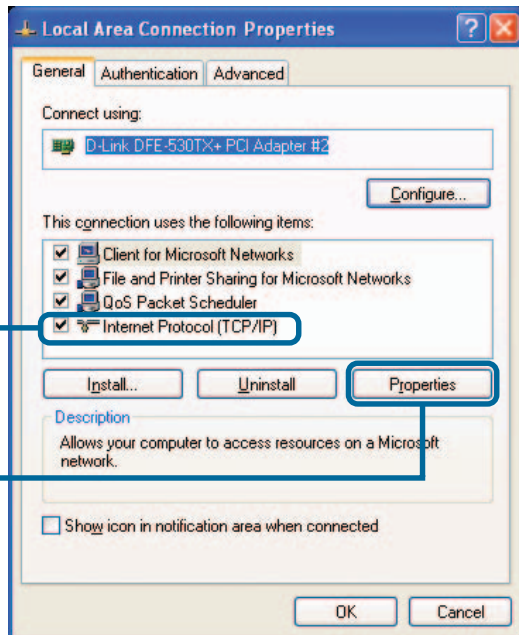 Local Area Connection Properties
General Authentication Advanced
Connect using:
D-Link DFE-530TX+ PCI Adapter #2
Configure...
This connection uses the following items:
Client for Microsoft Networks
File and Printer Sharing for Microsoft Networks
QoS Packet Scheduler
Internet Protocol (TCP/IP)
Install... Uninstall Properties
Description
Allows your computer to access resources on a Microsoft
network.
Show icon in notification area when connected
OK Cancel